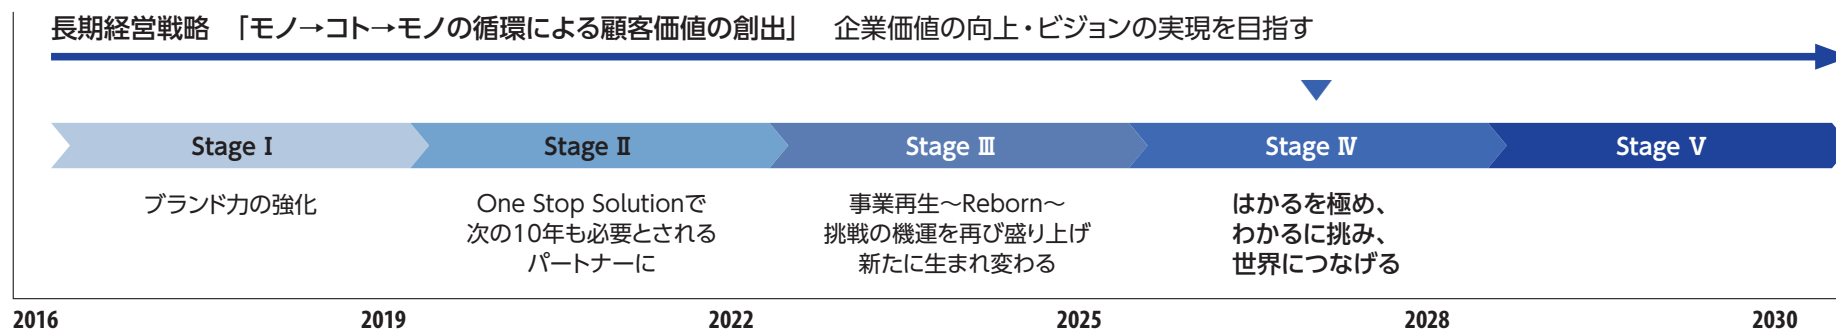 長期経営戦略 「モノ→コト→モノの循環による顧客価値の創出」 企業価値の向上・ビジョンの実現を目指す
Stage Ⅰ
Stage Ⅱ
Stage Ⅲ
Stage Ⅳ
Stage Ⅴ
ブランド力の強化
One Stop Solutionで
次の10年も必要とされる
パートナーに
事業再生～Reborn～
挑戦の機運を再び盛り上げ
新たに生まれ変わる
はかるを極め、
わかるに挑み、
世界につなげる
2016
2019
2022
2025
2028
2030